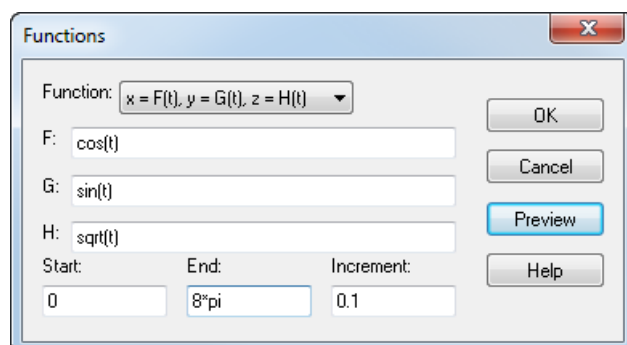 Functions
Function: x = F(t), y = G(t), z = H(t)
OK
F: cos(t)
Cancel
G: sin(t)
Preview
H: sqrt(t)
Start: End: Increment:
Help
0 8*pi 0.1